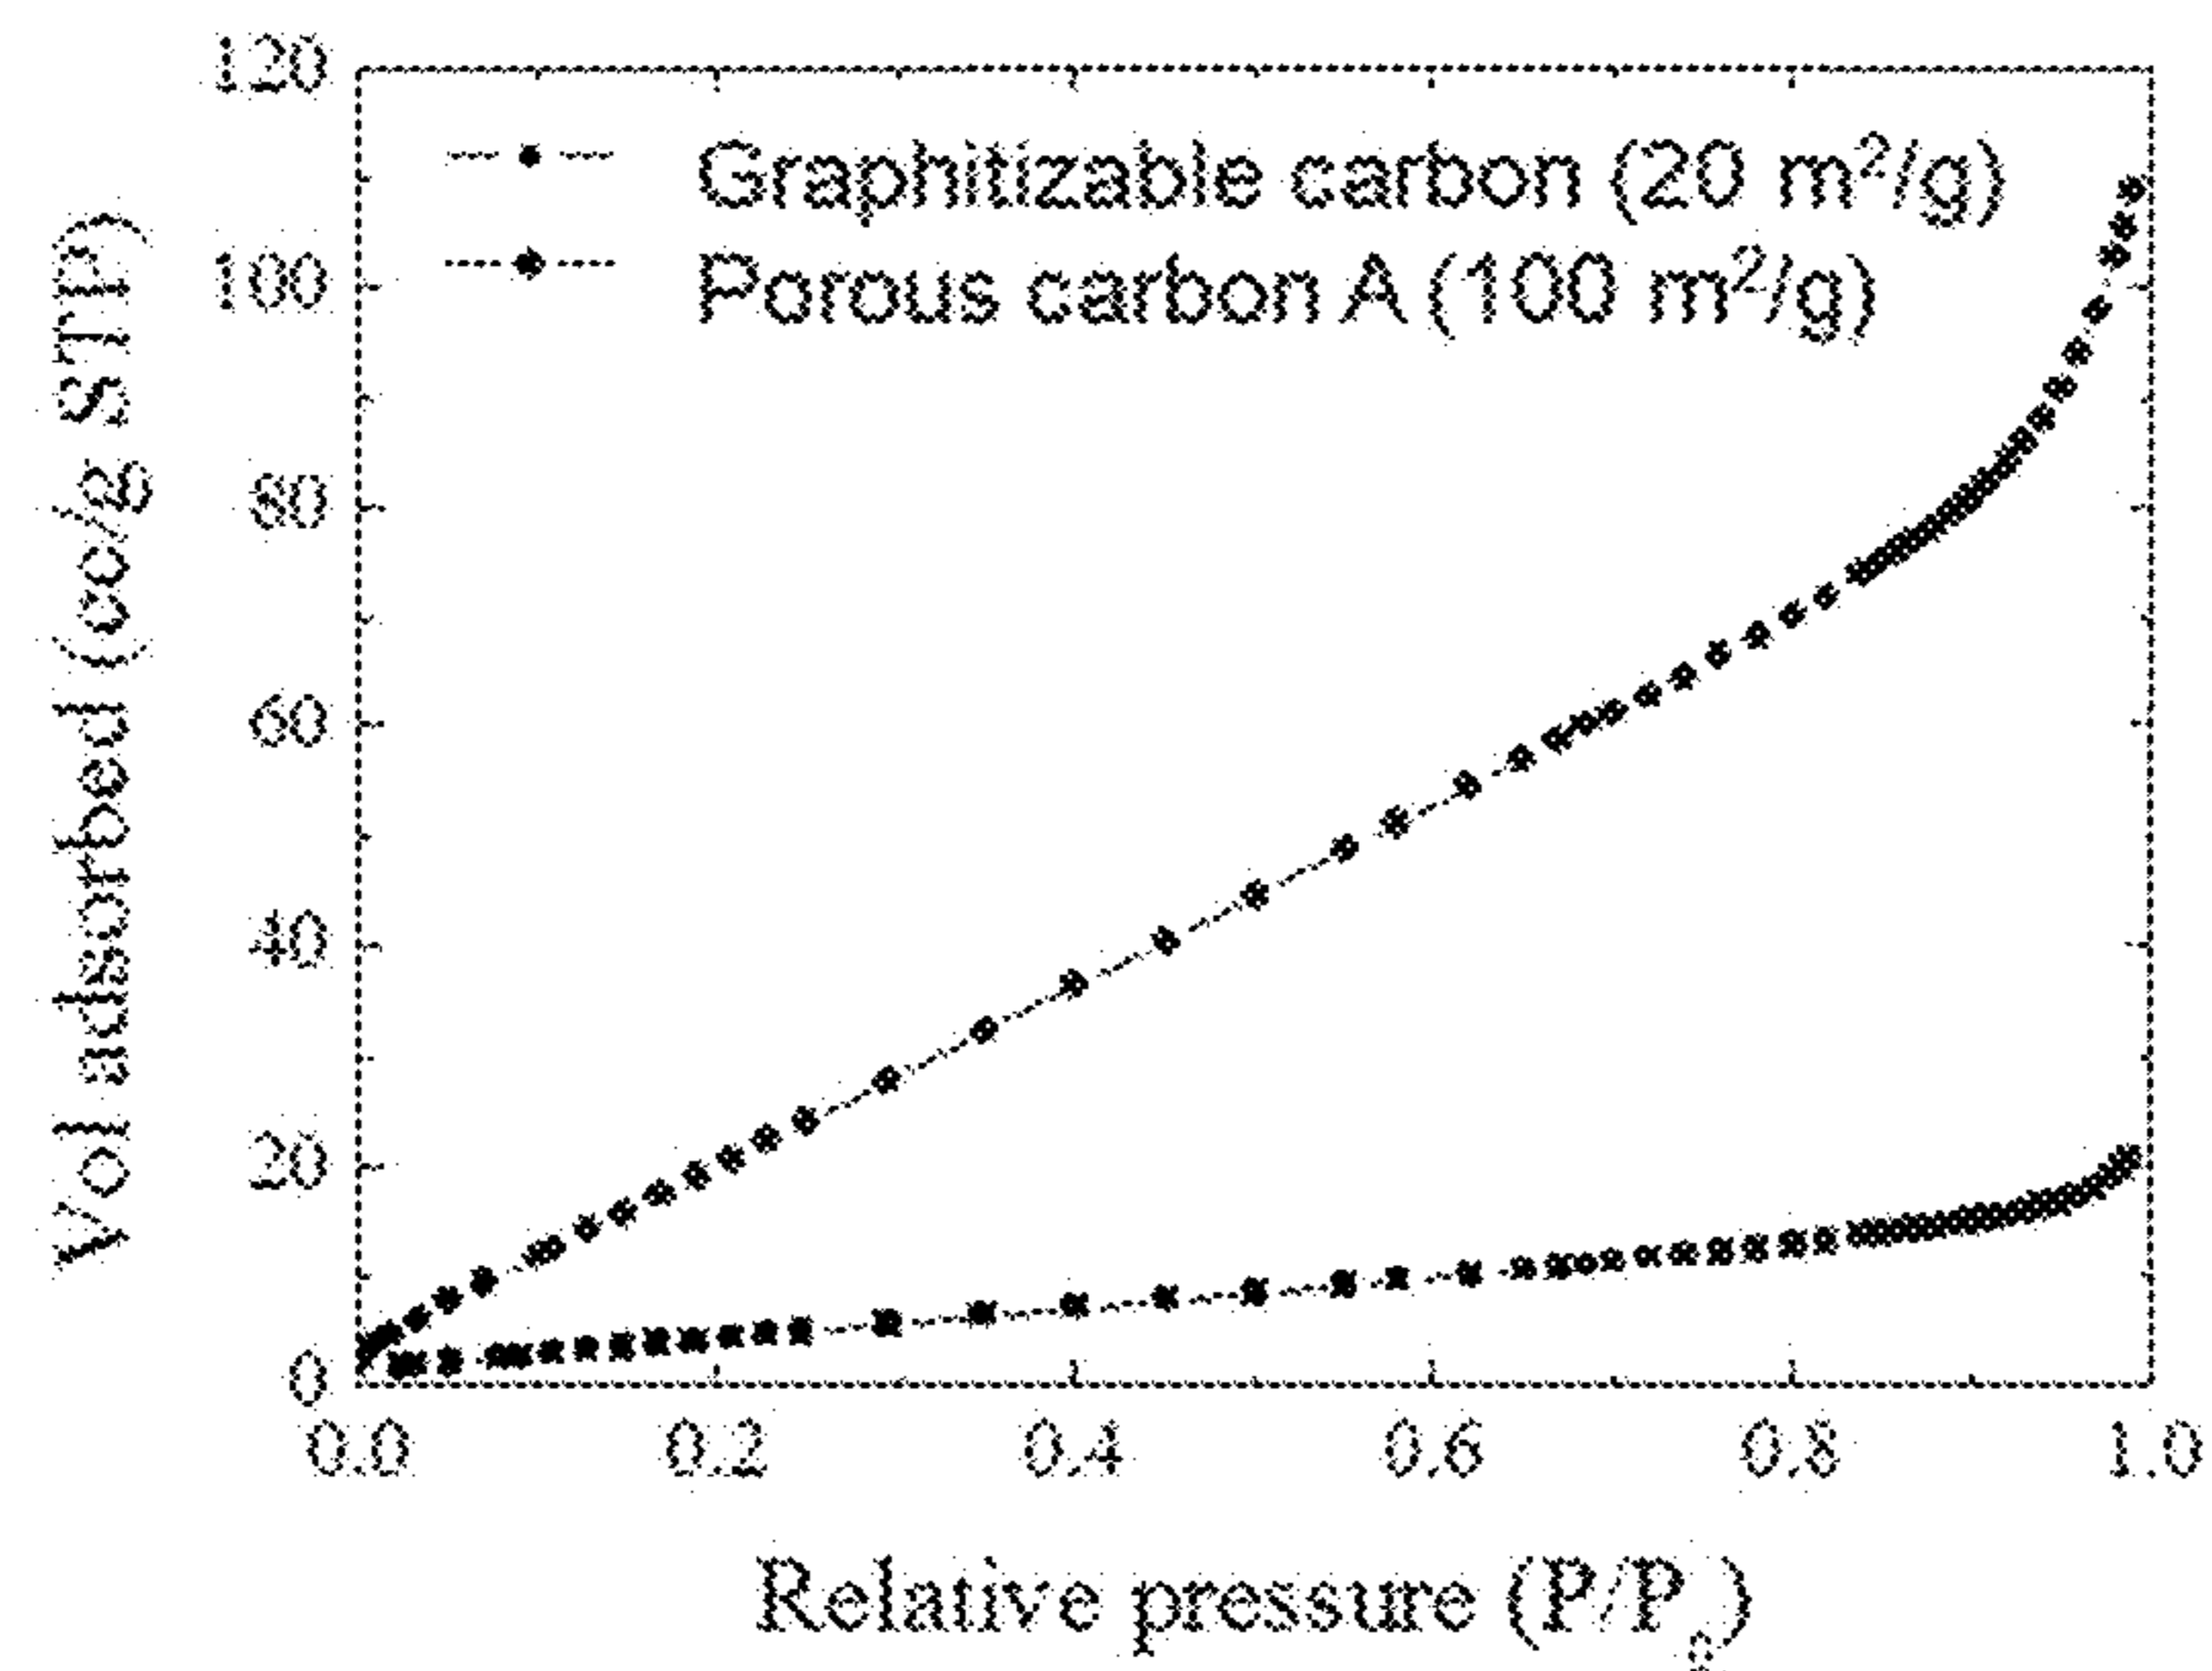 120
Graphitizable carbon (20 m²/g)
Porous carbon A (100 m²/g)
100
80
60
40
20
0
Vol adsorbed (cc/g STP)
0.0 0.2 0.4 0.6 0.8 1.0
Relative pressure (P/P₀)